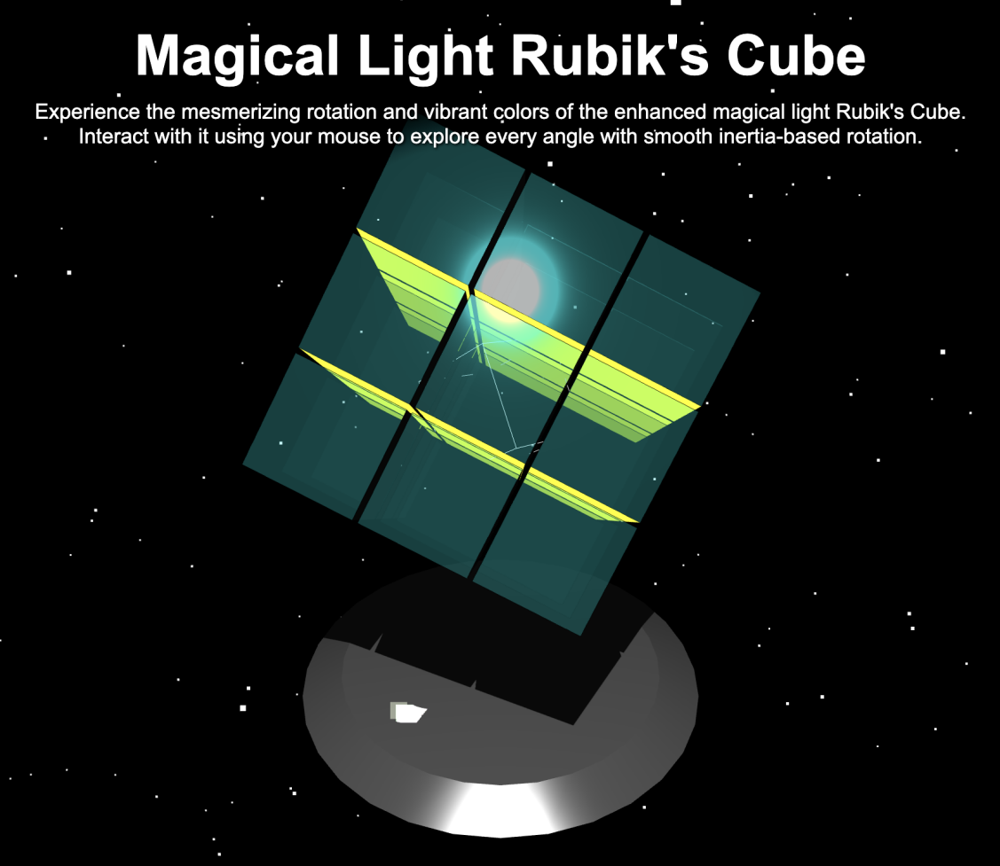 Magical Light Rubik's Cube
Experience the mesmerizing rotation and vibrant colors of the enhanced magical light Rubik's Cube.
Interact with it using your mouse to explore every angle with smooth inertia-based rotation.